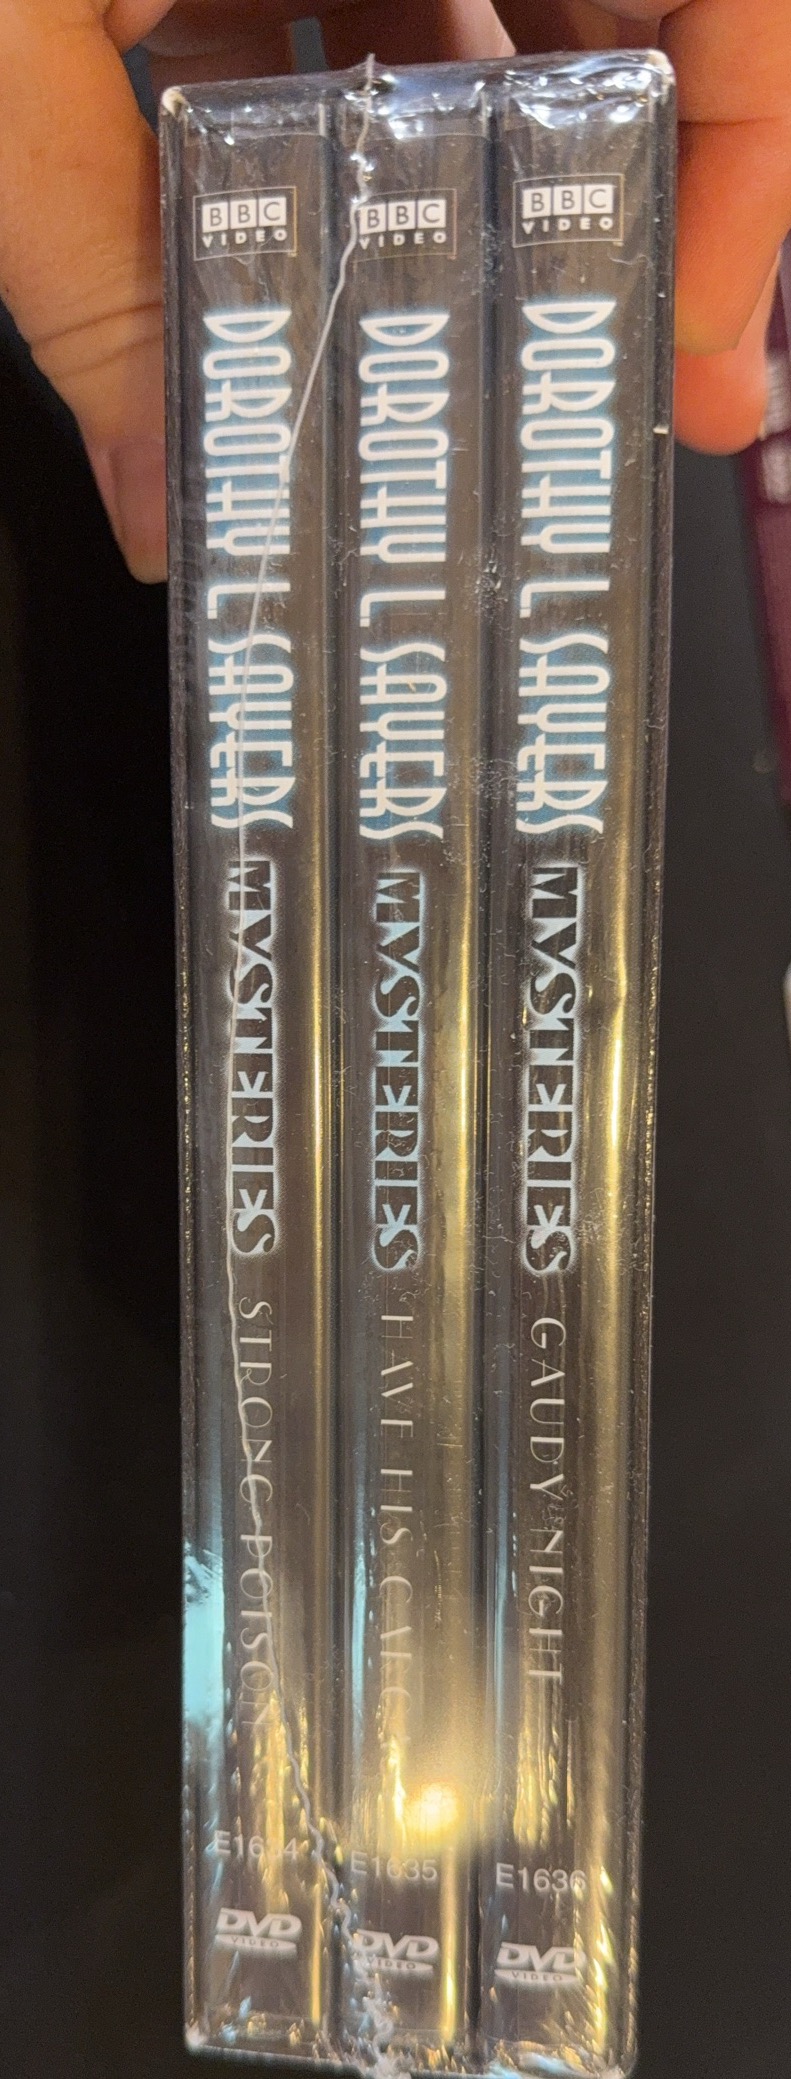 BBC
VIDEO
DOROTHY L. SAYERS
MYSTERIES
STRONG POISON
E1634
DVD
VIDEO
BBC
VIDEO
DOROTHY L. SAYERS
MYSTERIES
HAVE HIS CARC
E1635
DVD
VIDEO
BBC
VIDEO
DOROTHY L. SAYERS
MYSTERIES
GAUDY NIGHT
E1636
DVD
VIDEO